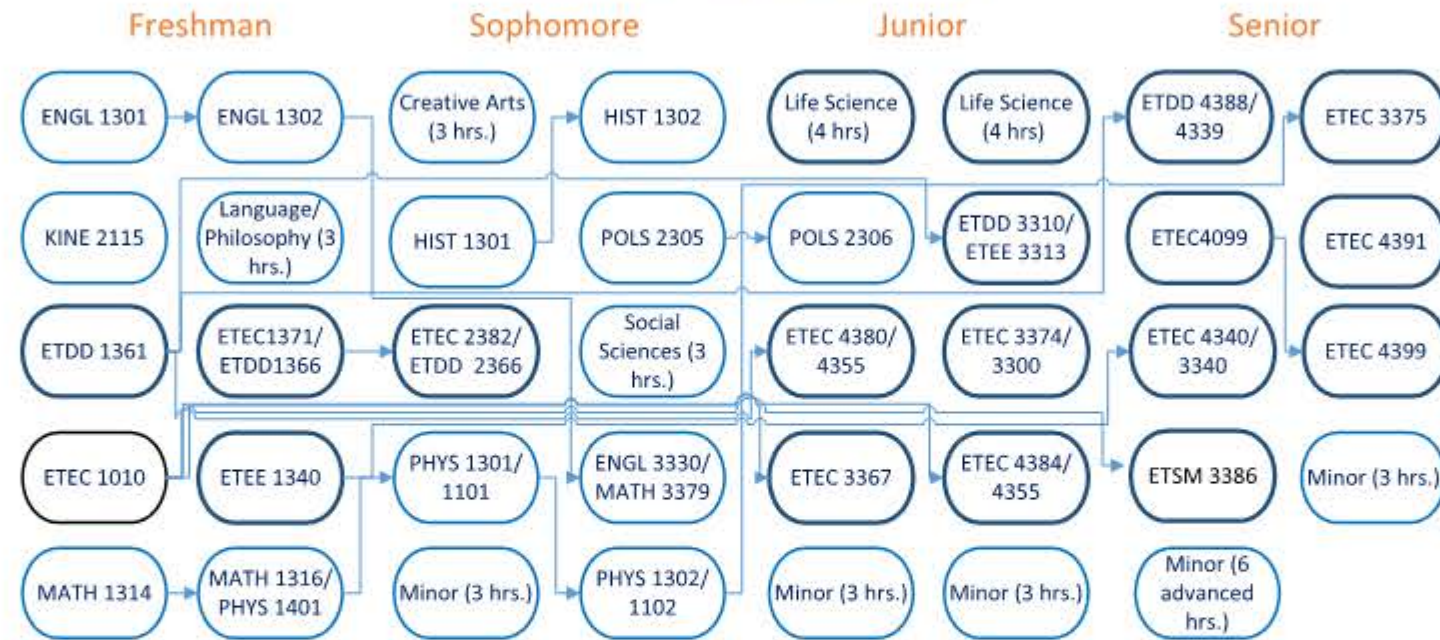 Freshman
Sophomore
Junior
Senior
ENGL 1301
ENGL 1302
Creative Arts
(3 hrs.)
HIST 1302
Life Science
(4 hrs)
Life Science
(4 hrs)
ETDD 4388/
4339
ETEC 3375
KINE 2115
Language/
Philosophy (3
hrs.)
HIST 1301
POLS 2305
POLS 2306
ETDD 3310/
ETEE 3313
ETEC4099
ETEC 4391
ETDD 1361
ETEC1371/
ETDD1366
ETEC 2382/
ETDD 2366
Social
Sciences (3
hrs.)
ETEC 4380/
4355
ETEC 3374/
3300
ETEC 4340/
3340
ETEC 4399
ETEC 1010
ETEE 1340
PHYS 1301/
1101
ENGL 3330/
MATH 3379
ETEC 3367
ETEC 4384/
4355
ETSM 3386
Minor (3 hrs.)
MATH 1314
MATH 1316/
PHYS 1401
Minor (3 hrs.)
PHYS 1302/
1102
Minor (3 hrs.)
Minor (3 hrs.)
Minor (6
advanced
hrs.)